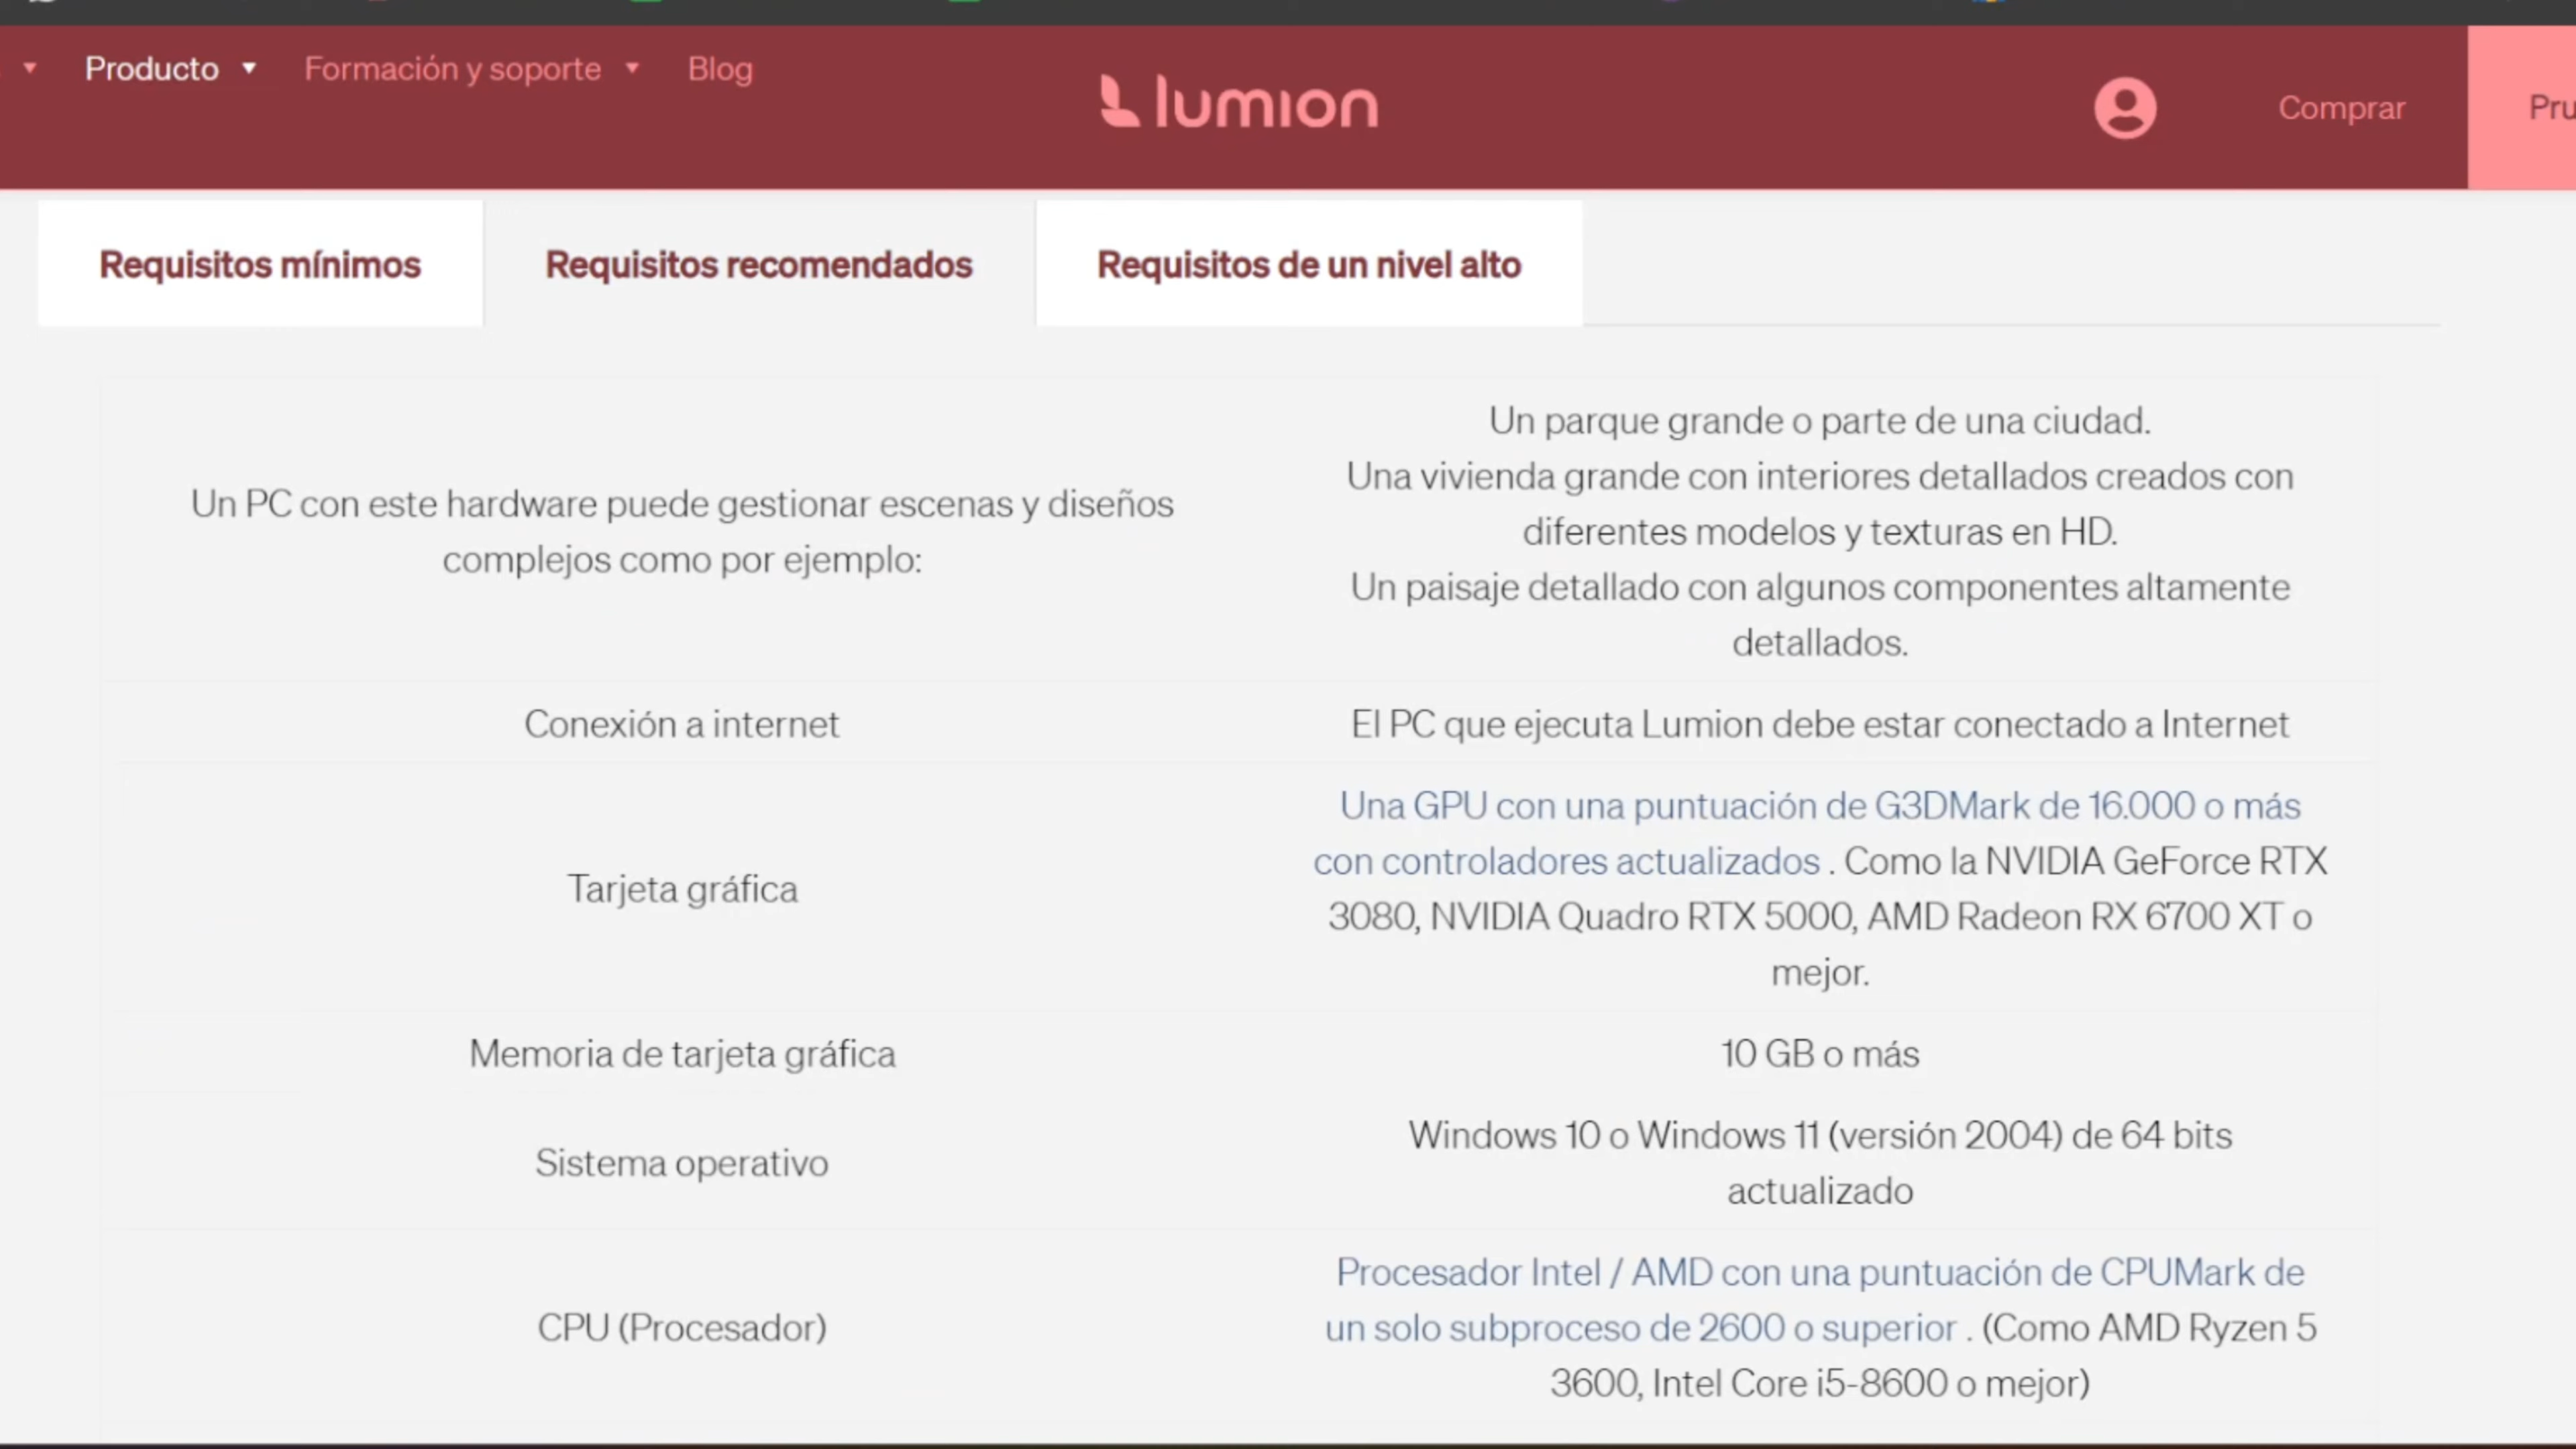 Producto
Formación y soporte
Blog
lumion
Comprar
Pru
Requisitos mínimos
Requisitos recomendados
Requisitos de un nivel alto
Un PC con este hardware puede gestionar escenas y diseños
complejos como por ejemplo:
Un parque grande o parte de una ciudad.
Una vivienda grande con interiores detallados creados con
diferentes modelos y texturas en HD.
Un paisaje detallado con algunos componentes altamente
detallados.
Conexión a internet
El PC que ejecuta Lumion debe estar conectado a Internet
Tarjeta gráfica
Una GPU con una puntuación de G3DMark de 16.000 o más
con controladores actualizados . Como la NVIDIA GeForce RTX
3080, NVIDIA Quadro RTX 5000, AMD Radeon RX 6700 XT o
mejor.
Memoria de tarjeta gráfica
10 GB o más
Sistema operativo
Windows 10 o Windows 11 (versión 2004) de 64 bits
actualizado
CPU (Procesador)
Procesador Intel / AMD con una puntuación de CPUMark de
un solo subproceso de 2600 o superior . (Como AMD Ryzen 5
3600, Intel Core i5-8600 o mejor)